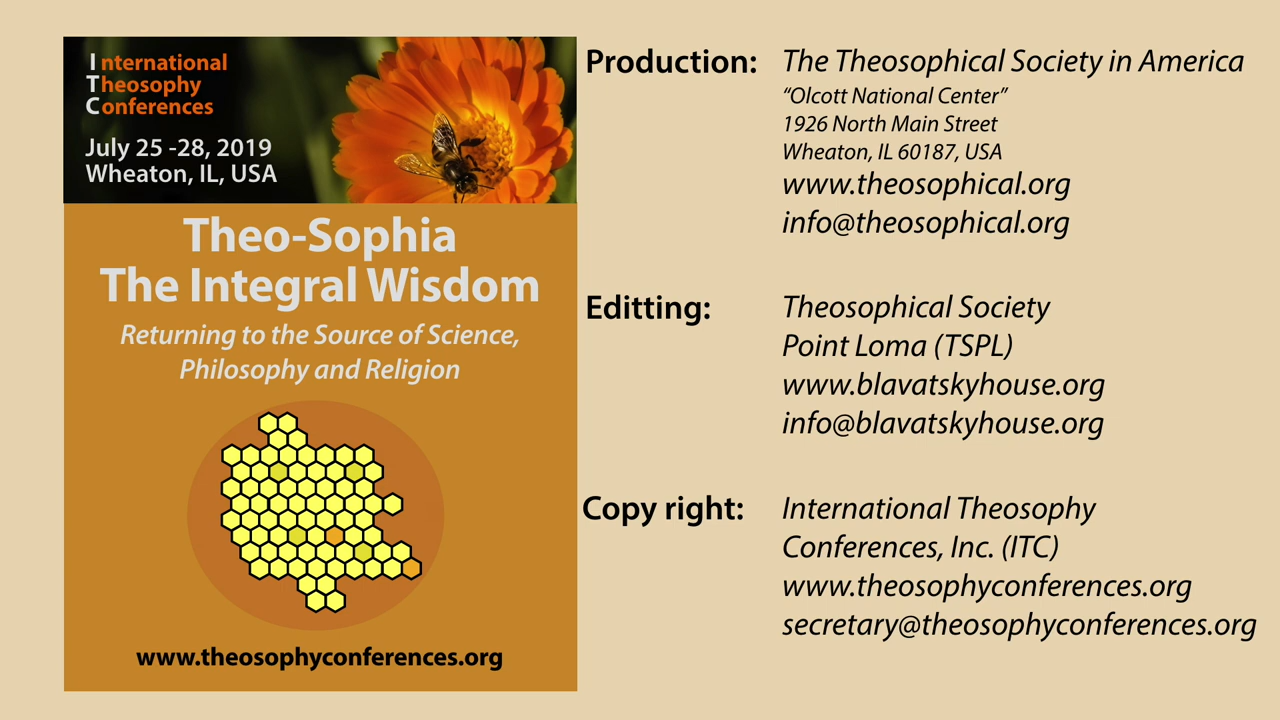 International
Theosophy
Conferences
July 25 -28, 2019
Wheaton, IL, USA
Theo-Sophia
The Integral Wisdom
Returning to the Source of Science,
Philosophy and Religion
www.theosophyconferences.org
Production: The Theosophical Society in America
“Olcott National Center”
1926 North Main Street
Wheaton, IL 60187, USA
www.theosophical.org
info@theosophical.org
Editting: Theosophical Society
Point Loma (TSPL)
www.blavatskyhouse.org
info@blavatskyhouse.org
Copy right: International Theosophy
Conferences, Inc. (ITC)
www.theosophyconferences.org
secretary@theosophyconferences.org